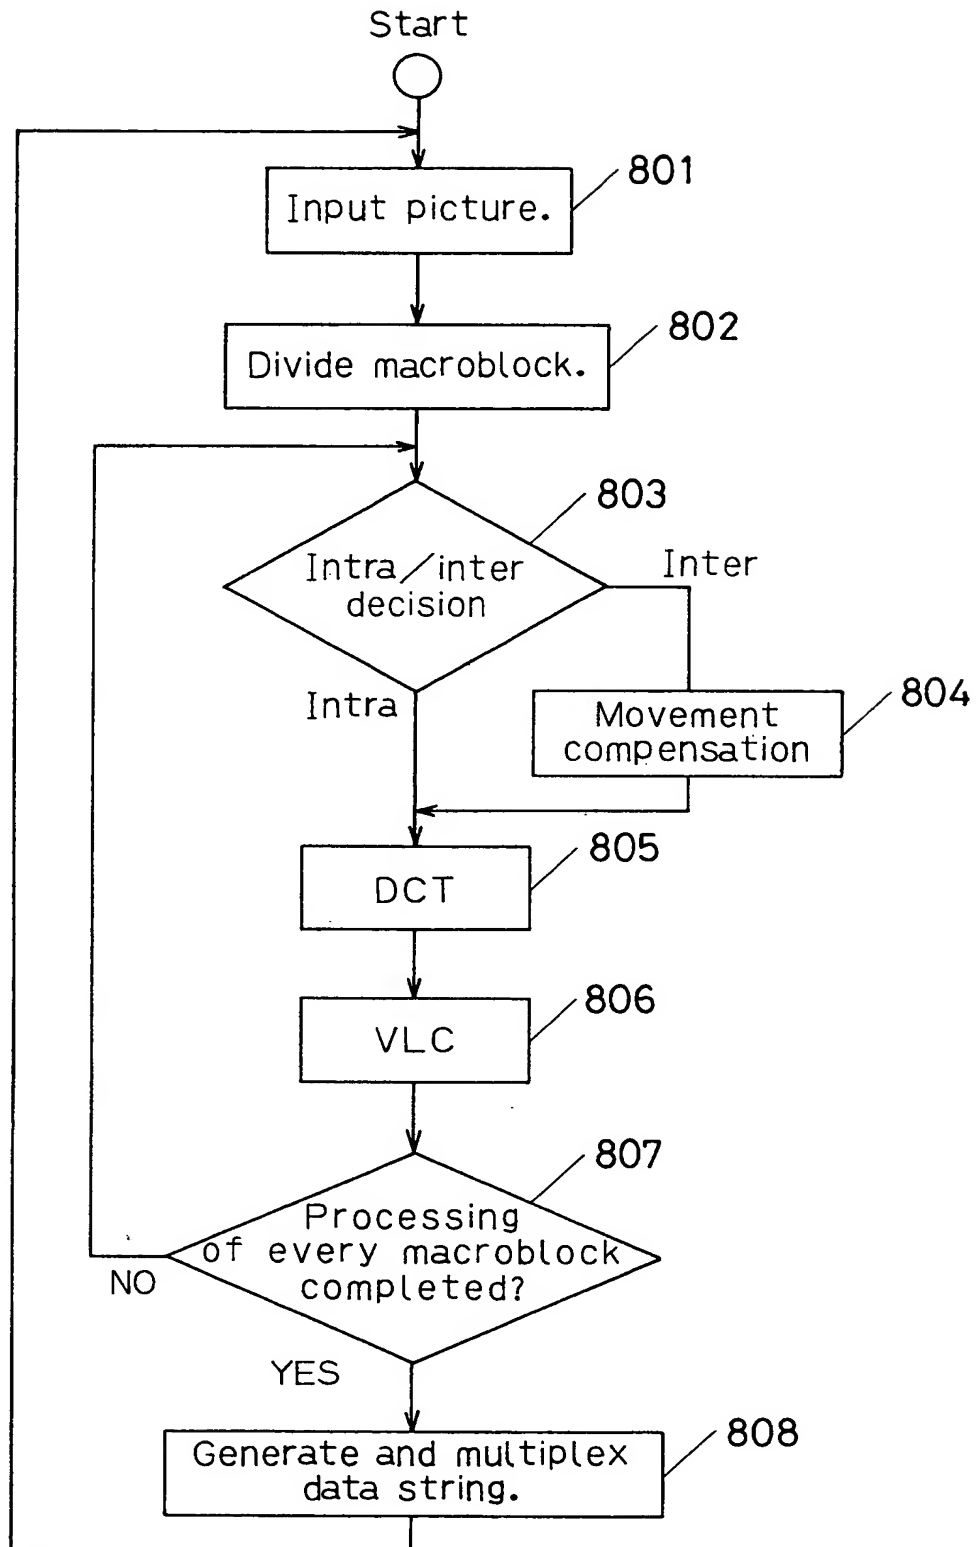 Start
801
Input picture.
802
Divide macroblock.
803
Intra/inter
decision
Inter
Intra
804
Movement
compensation
805
DCT
806
VLC
807
Processing
of every macroblock
completed?
NO
YES
808
Generate and multiplex
data string.